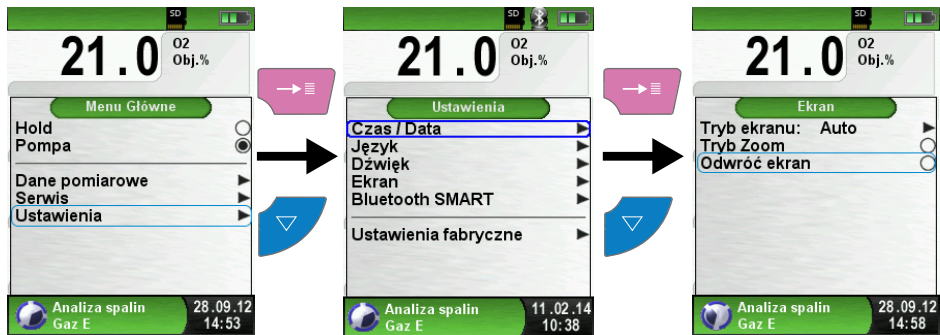 SD
21.0
O2
Obj.%
Menu Główne
Hold
Pompa
Dane pomiarowe
Serwis
Ustawienia
Analiza spalin
Gaz E
28.09.12
14:53
SD
21.0
O2
Obj.%
Ustawienia
Czas / Data
Język
Dźwięk
Ekran
Bluetooth SMART
Ustawienia fabryczne
Analiza spalin
Gaz E
11.02.14
10:38
SD
21.0
O2
Obj.%
Ekran
Tryb ekranu: Auto
Tryb Zoom
Odwróć ekran
Analiza spalin
Gaz E
28.09.12
14:58